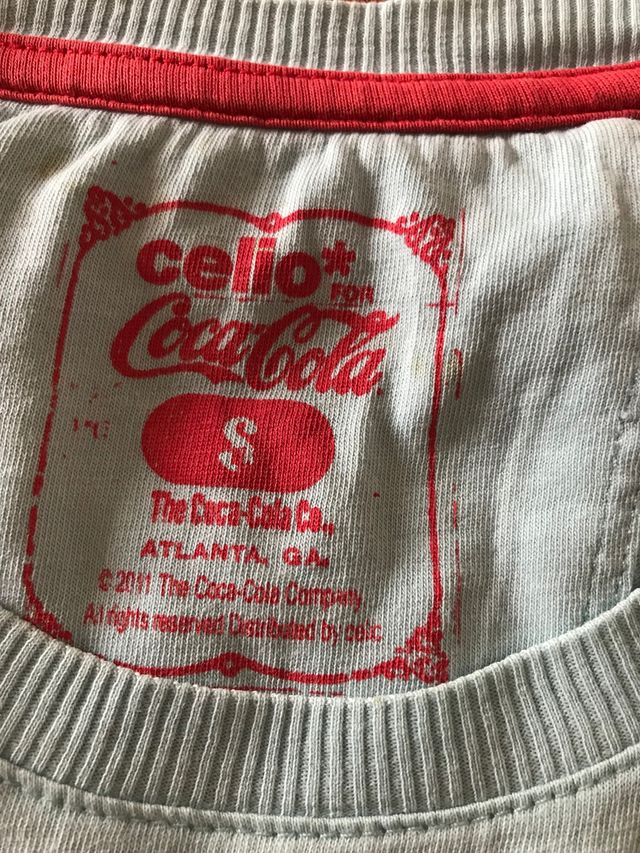 celio*
FOR
Coca-Cola
S
The Coca-Cola Co.,
ATLANTA, GA.
© 2011 The Coca-Cola Company
All rights reserved Distributed by celio